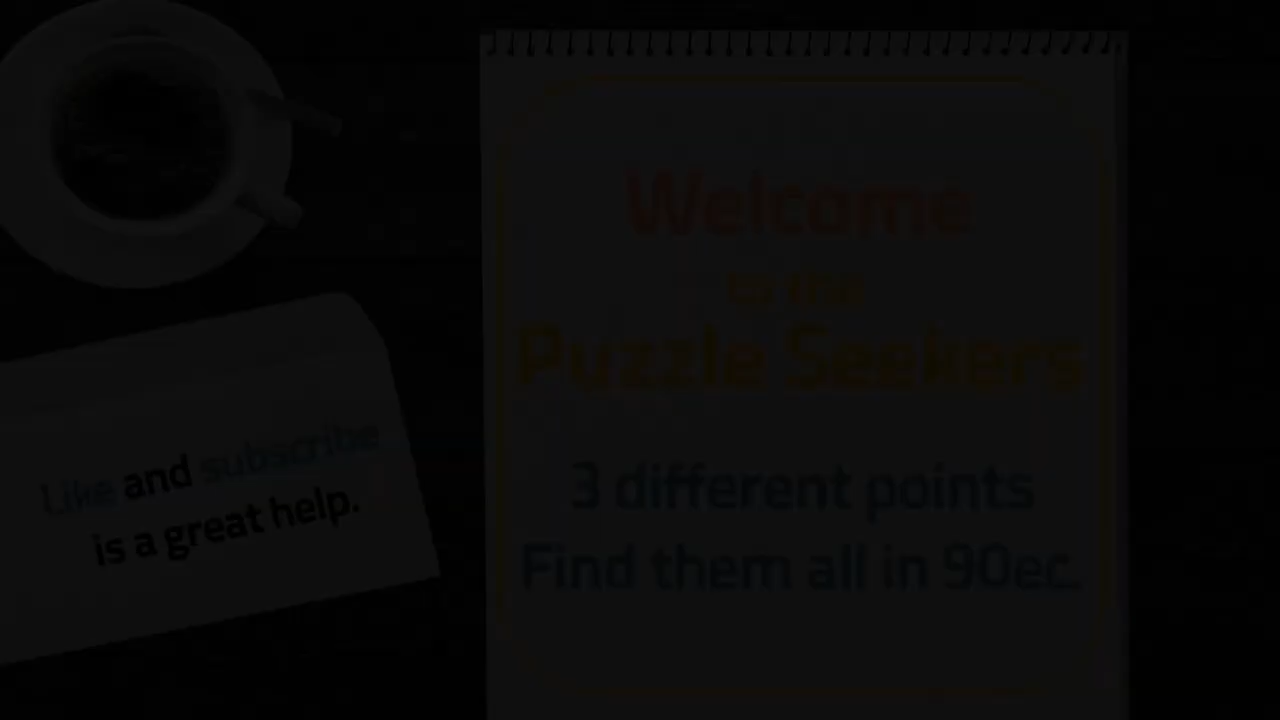 Welcome
to the
Puzzle Seekers
3 different points
Find them all in 90ec.
Like and subscribe
is a great help.